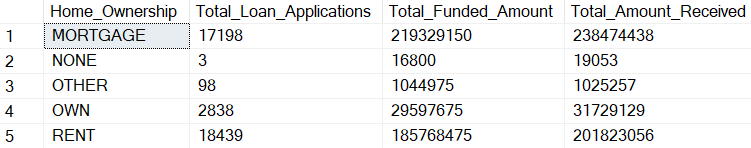 Home_Ownership Total_Loan_Applications Total_Funded_Amount Total_Amount_Received
1 MORTGAGE 17198 219329150 238474438
2 NONE 3 16800 19053
3 OTHER 98 1044975 1025257
4 OWN 2838 29597675 31729129
5 RENT 18439 185768475 201823056